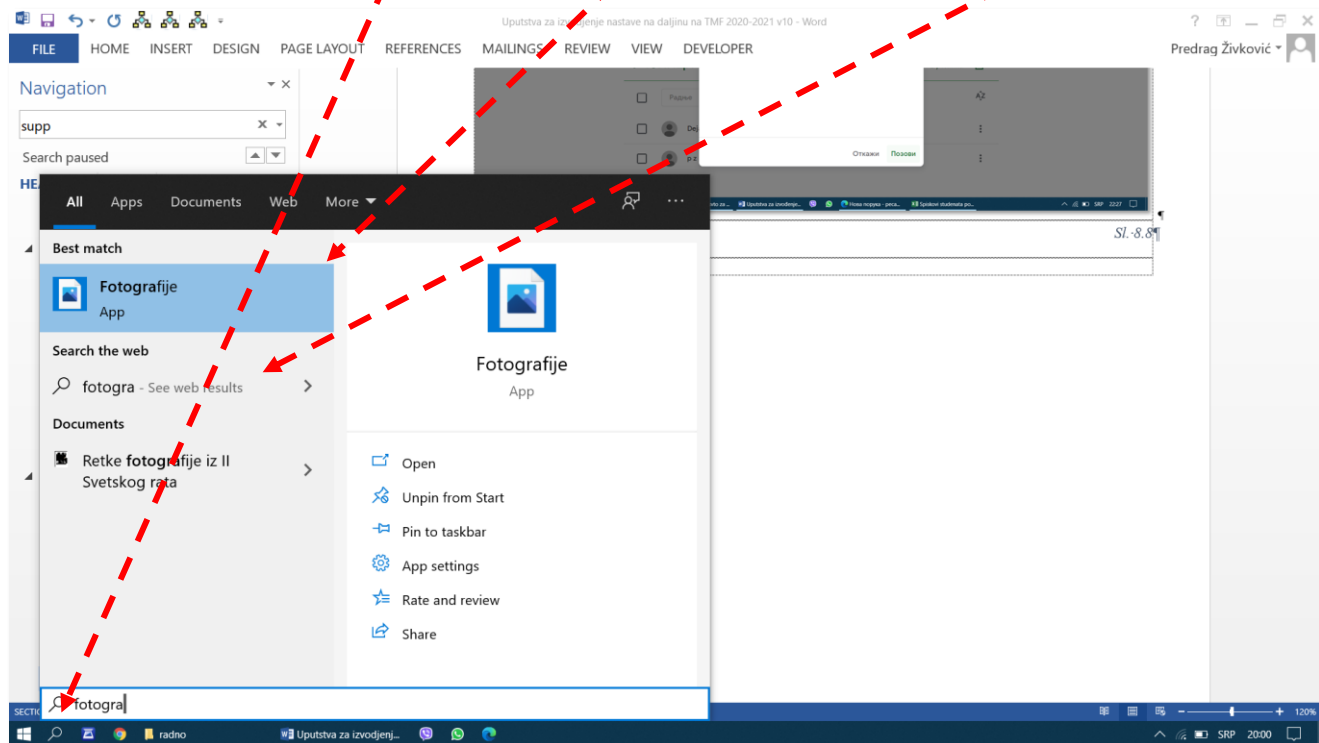 Uputstva za izvodjenje nastave na daljinu na TMF 2020-2021 v10 - Word
FILE HOME INSERT DESIGN PAGE LAYOUT REFERENCES MAILINGS REVIEW VIEW DEVELOPER Predrag Živković
Navigation
supp
Search paused
Откажи Позови
Sl.·8.8¶
All Apps Documents Web More
Best match
Fotografije
App
Search the web
fotogra - See web results
Documents
Retke fotografije iz II
Svetskog rata
Fotografije
App
Open
Unpin from Start
Pin to taskbar
App settings
Rate and review
Share
fotogra
120%
radno Uputstva za izvodjenj... SRP 20:00